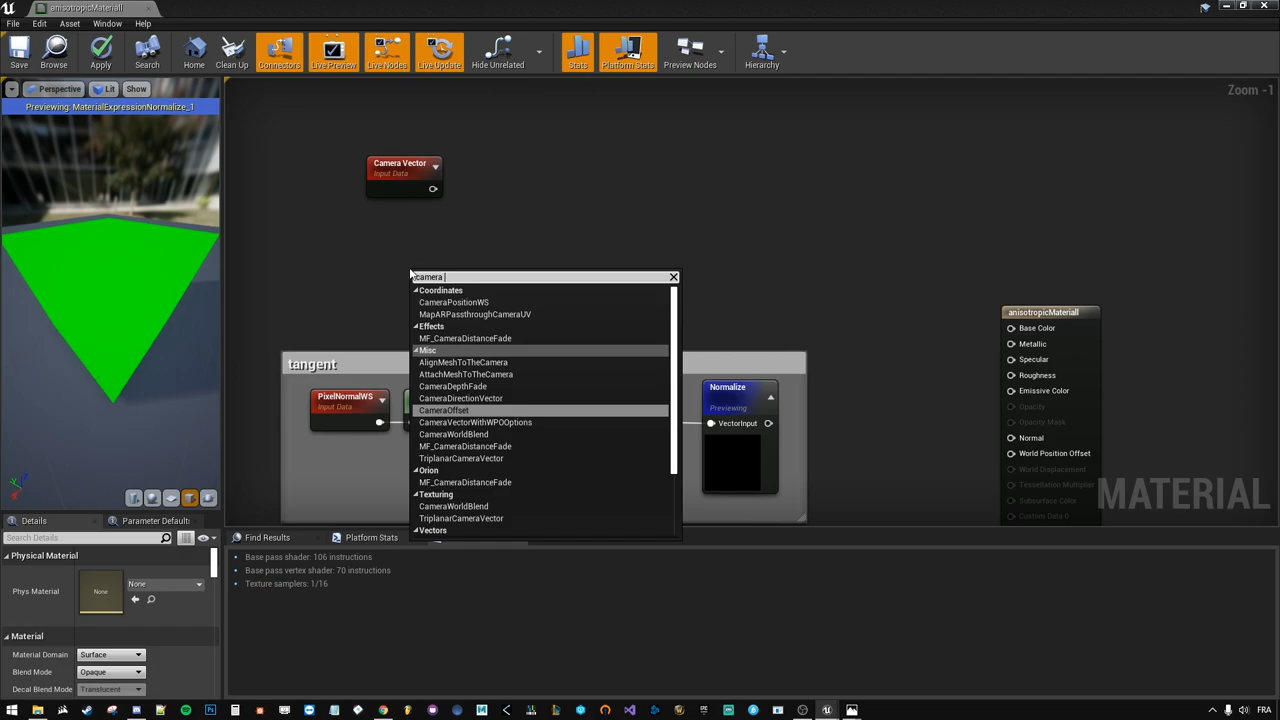 anisotropicMaterial1
File Edit Asset Window Help
Save Browse Apply Search Home Clean Up Connectors Live Preview Live Nodes Live Update Hide Unrelated Stats Platform Stats Preview Nodes Hierarchy
Perspective Lit Show
Zoom -1
Previewing: MaterialExpressionNormalize_1
Camera Vector
Input Data
camera
Coordinates
CameraPositionWS
MapARPassthroughCameraUV
Effects
MF_CameraDistanceFade
Misc
AlignMeshToTheCamera
AttachMeshToTheCamera
CameraDepthFade
CameraDirectionVector
CameraOffset
CameraVectorWithWPOOptions
CameraWorldBlend
MF_CameraDistanceFade
TriplanarCameraVector
Orion
MF_CameraDistanceFade
Texturing
CameraWorldBlend
TriplanarCameraVector
Vectors
tangent
PixelNormalWS
Input Data
Normalize
Previewing
VectorInput
anisotropicMaterial1
Base Color
Metallic
Specular
Roughness
Emissive Color
Opacity
Opacity Mask
Normal
World Position Offset
World Displacement
Tessellation Multiplier
Subsurface Color
Custom Data 0
MATERIAL
Details Parameter Default
Search Details
Physical Material
Phys Material None None
Material
Material Domain Surface
Blend Mode Opaque
Decal Blend Mode Translucent
Find Results Platform Stats
Base pass shader: 106 instructions
Base pass vertex shader: 70 instructions
Texture samplers: 1/16
FRA